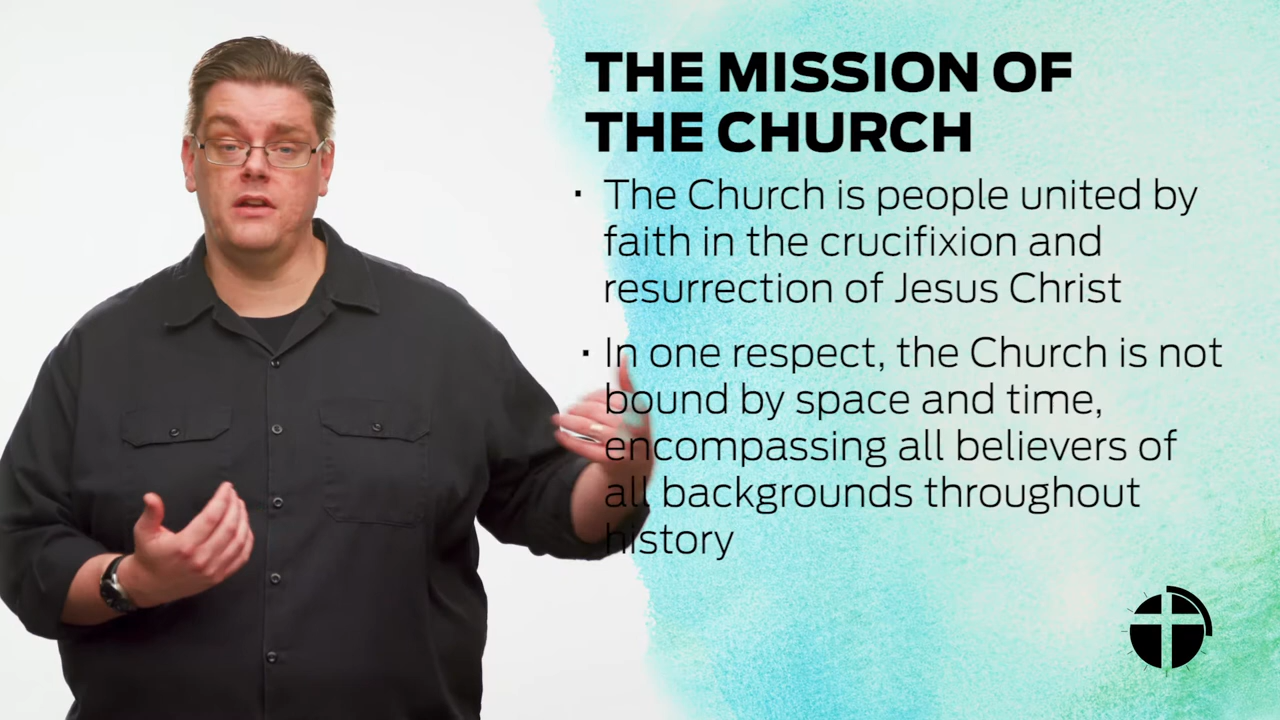 THE MISSION OF
THE CHURCH
· The Church is people united by
faith in the crucifixion and
resurrection of Jesus Christ
· In one respect, the Church is not
bound by space and time,
encompassing all believers of
all backgrounds throughout
history